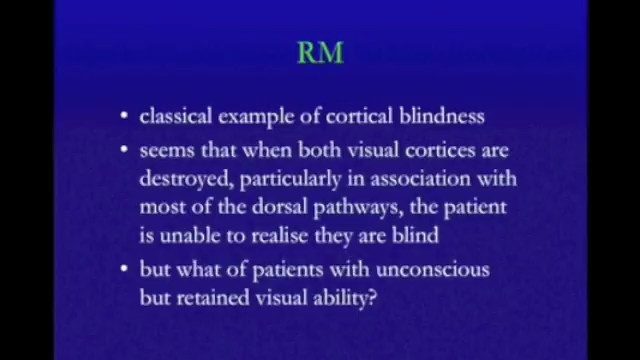 RM
• classical example of cortical blindness
• seems that when both visual cortices are
destroyed, particularly in association with
most of the dorsal pathways, the patient
is unable to realise they are blind
• but what of patients with unconscious
but retained visual ability?